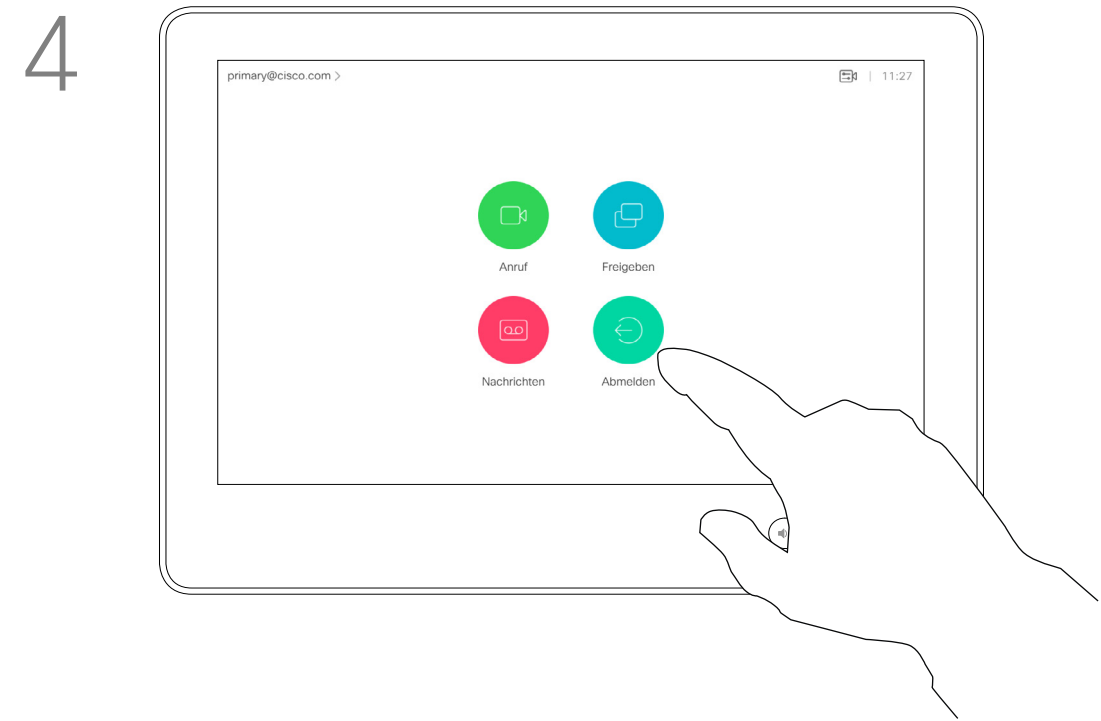 4
primary@cisco.com >
11:27
Anruf
Freigeben
Nachrichten
Abmelden